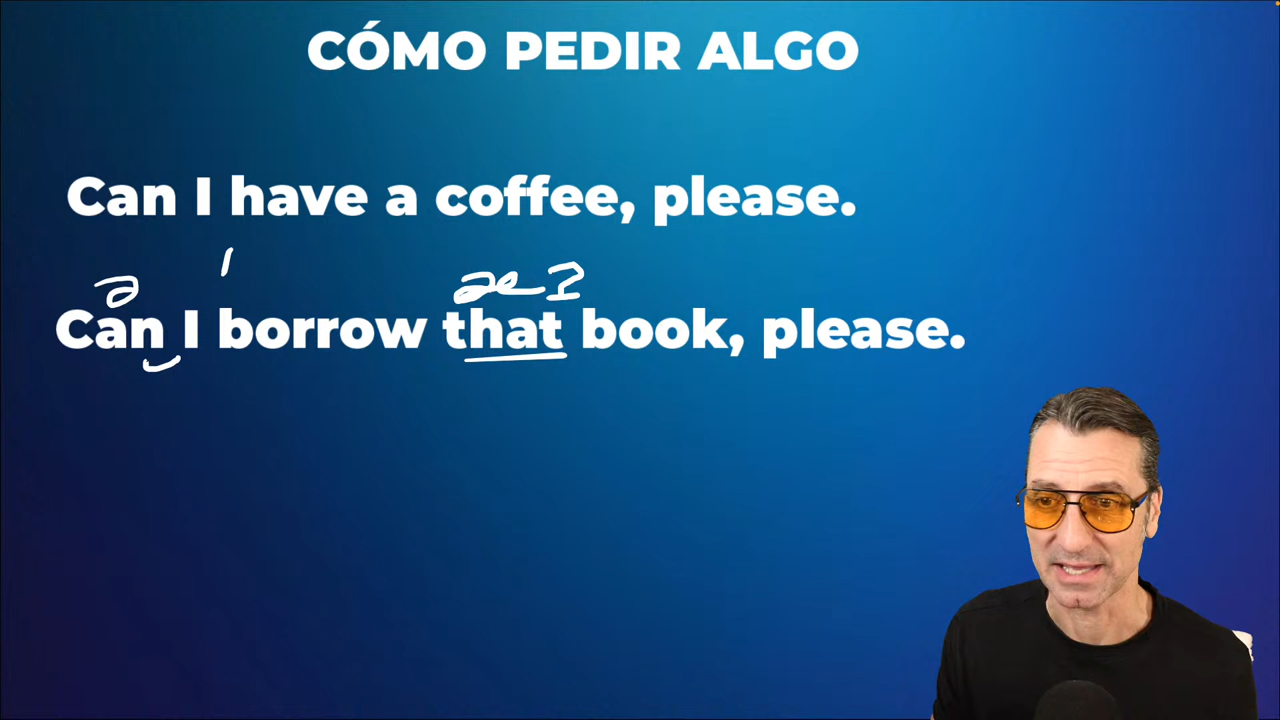 CÓMO PEDIR ALGO
Can I have a coffee, please.
Can I borrow that book, please.